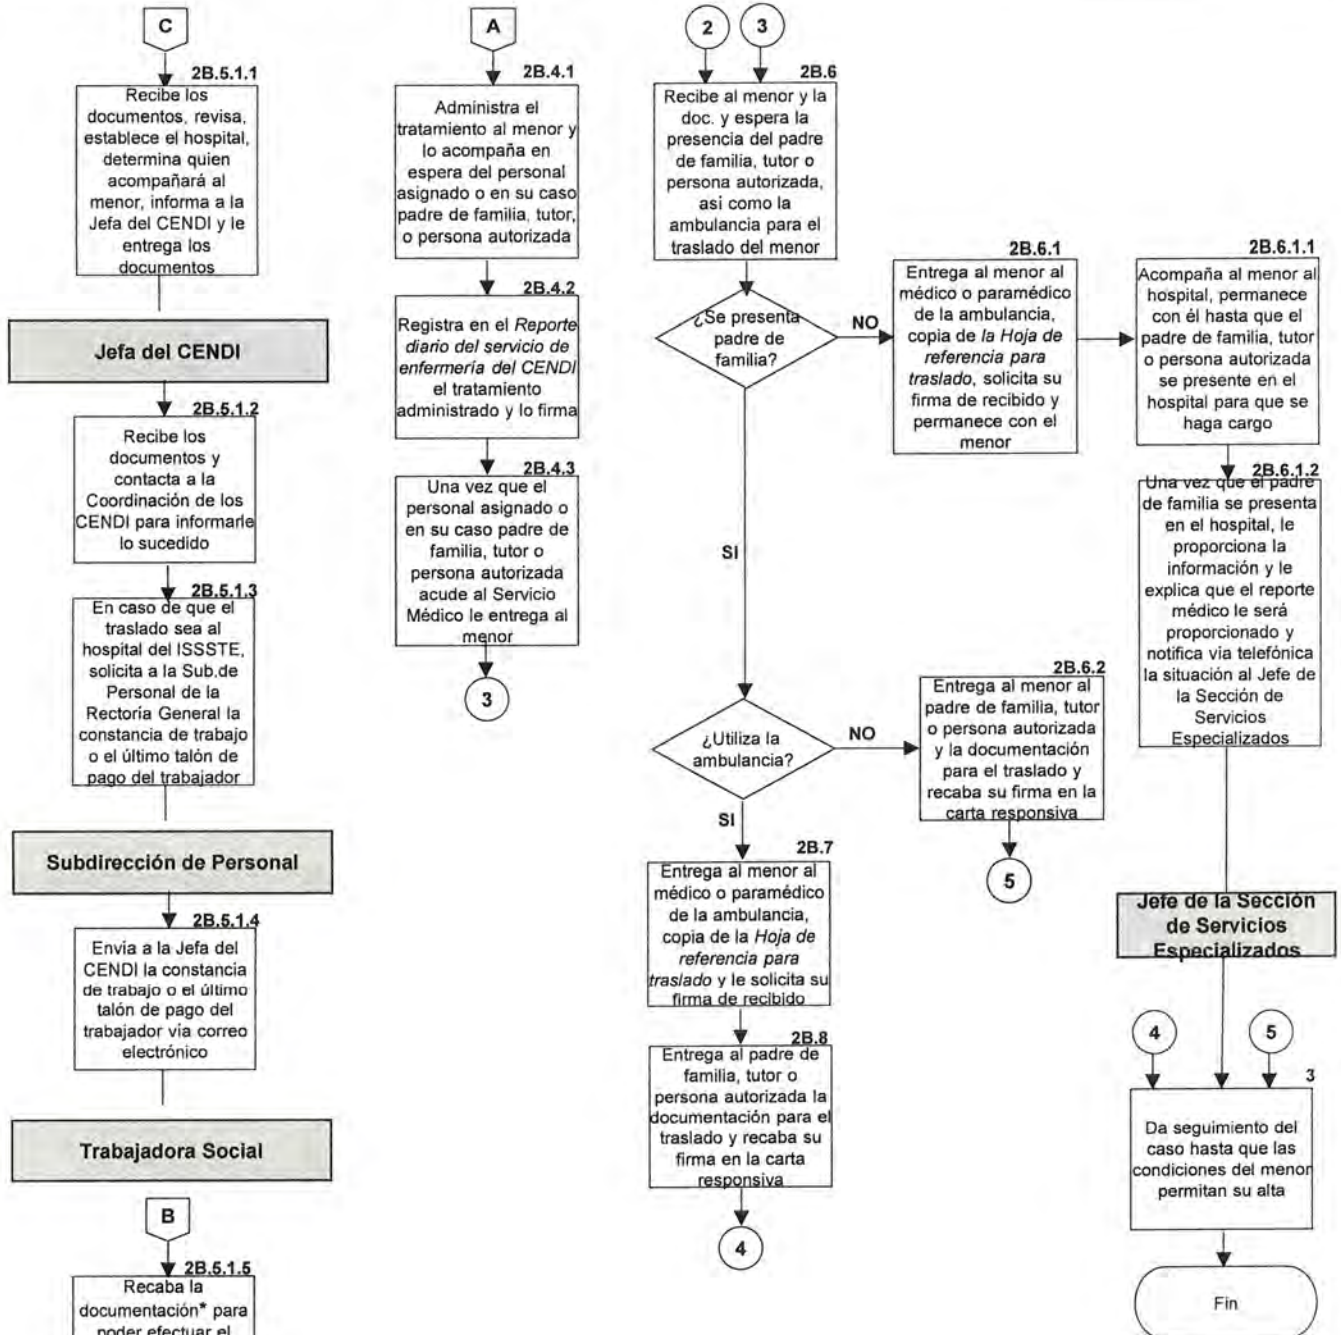 C
2B.5.1.1
Recibe los
documentos, revisa,
establece el hospital,
determina quien
acompañará al
menor, informa a la
Jefa del CENDI y le
entrega los
documentos
Jefa del CENDI
2B.5.1.2
Recibe los
documentos y
contacta a la
Coordinación de los
CENDI para informarle
lo sucedido
2B.5.1.3
En caso de que el
traslado sea al
hospital del ISSSTE,
solicita a la Sub.de
Personal de la
Rectoría General la
constancia de trabajo
o el último talón de
pago del trabajador
Subdirección de Personal
2B.5.1.4
Envia a la Jefa del
CENDI la constancia
de trabajo o el último
talón de pago del
trabajador vía correo
electrónico
Trabajadora Social
B
2B.5.1.5
Recaba la
documentación* para
poder efectuar el
A
2B.4.1
Administra el
tratamiento al menor y
lo acompaña en
espera del personal
asignado o en su caso
padre de familia, tutor,
o persona autorizada
2B.4.2
Registra en el Reporte
diario del servicio de
enfermería del CENDI
el tratamiento
administrado y lo firma
2B.4.3
Una vez que el
personal asignado o
en su caso padre de
familia, tutor o
persona autorizada
acude al Servicio
Médico le entrega al
menor
3
2 3
2B.6
Recibe al menor y la
doc. y espera la
presencia del padre
de familia, tutor o
persona autorizada,
asi como la
ambulancia para el
traslado del menor
¿Se presenta
padre de
familia?
NO
SI
2B.6.1
Entrega al menor al
médico o paramédico
de la ambulancia,
copia de la Hoja de
referencia para
traslado, solicita su
firma de recibido y
permanece con el
menor
2B.6.1.1
Acompaña al menor al
hospital, permanece
con él hasta que el
padre de familia, tutor
o persona autorizada
se presente en el
hospital para que se
haga cargo
2B.6.1.2
Una vez que el padre
de familia se presenta
en el hospital, le
proporciona la
información y le
explica que el reporte
médico le será
proporcionado y
notifica vía telefónica
la situación al Jefe de
la Sección de
Servicios
Especializados
¿Utiliza la
ambulancia?
NO
SI
2B.6.2
Entrega al menor al
padre de familia, tutor
o persona autorizada
y la documentación
para el traslado y
recaba su firma en la
carta responsiva
5
2B.7
Entrega al menor al
médico o paramédico
de la ambulancia,
copia de la Hoja de
referencia para
traslado y le solicita su
firma de recibido
2B.8
Entrega al padre de
familia, tutor o
persona autorizada la
documentación para el
traslado y recaba su
firma en la carta
responsiva
4
Jefe de la Sección
de Servicios
Especializados
4 5
3
Da seguimiento del
caso hasta que las
condiciones del menor
permitan su alta
Fin